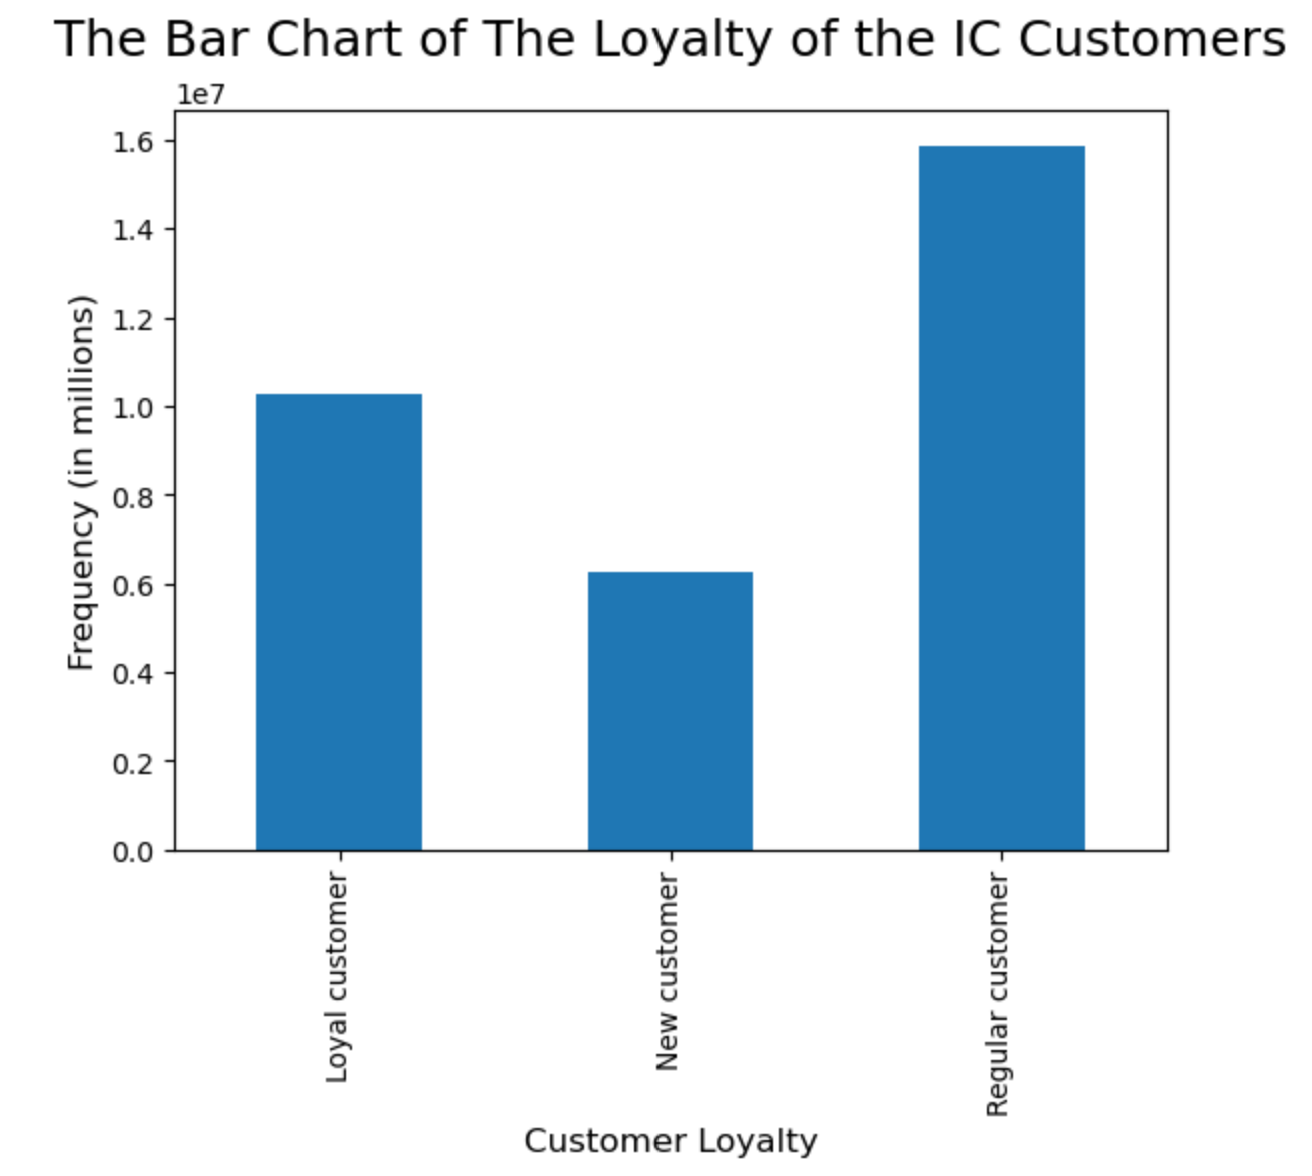 The Bar Chart of The Loyalty of the IC Customers
1e7
1.6
1.4
1.2
1.0
0.8
0.6
0.4
0.2
0.0
Frequency (in millions)
Loyal customer
New customer
Regular customer
Customer Loyalty